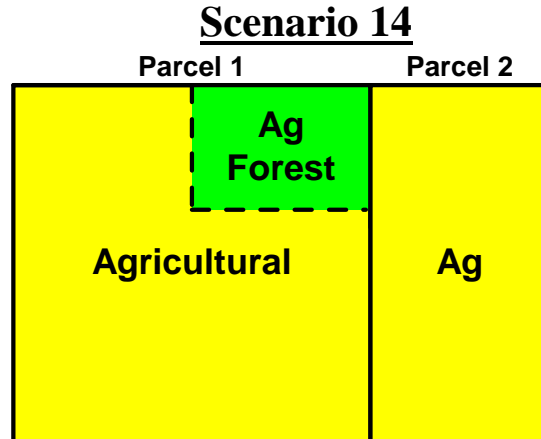 Scenario 14
Parcel 1 Parcel 2
Ag
Forest
Agricultural Ag